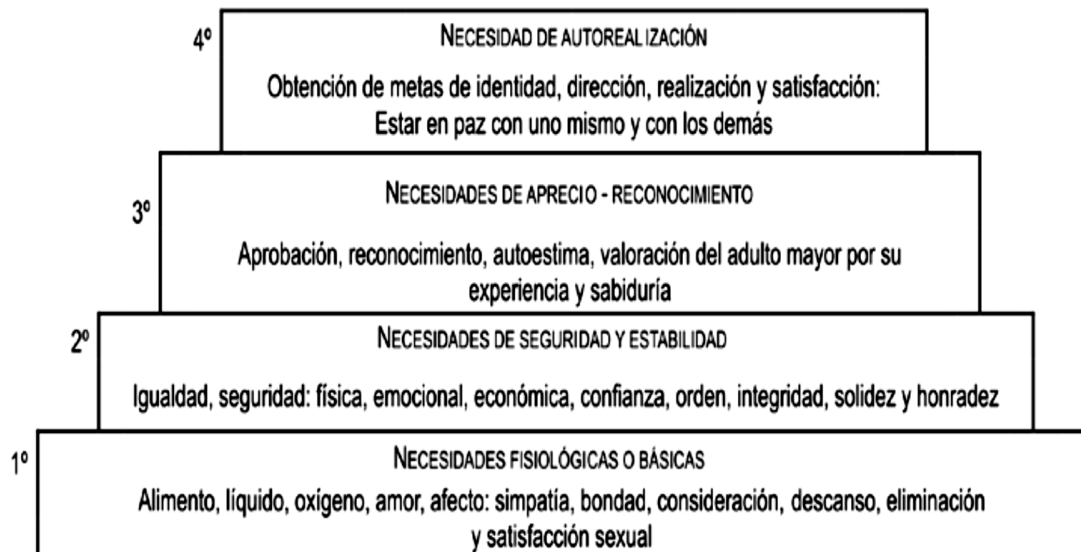 4º
NECESIDAD DE AUTOREALIZACIÓN
Obtención de metas de identidad, dirección, realización y satisfacción:
Estar en paz con uno mismo y con los demás
3º
NECESIDADES DE APRECIO - RECONOCIMIENTO
Aprobación, reconocimiento, autoestima, valoración del adulto mayor por su
experiencia y sabiduría
2º
NECESIDADES DE SEGURIDAD Y ESTABILIDAD
Igualdad, seguridad: física, emocional, económica, confianza, orden, integridad, solidez y honradez
1º
NECESIDADES FISIOLÓGICAS O BÁSICAS
Alimento, líquido, oxígeno, amor, afecto: simpatía, bondad, consideración, descanso, eliminación
y satisfacción sexual